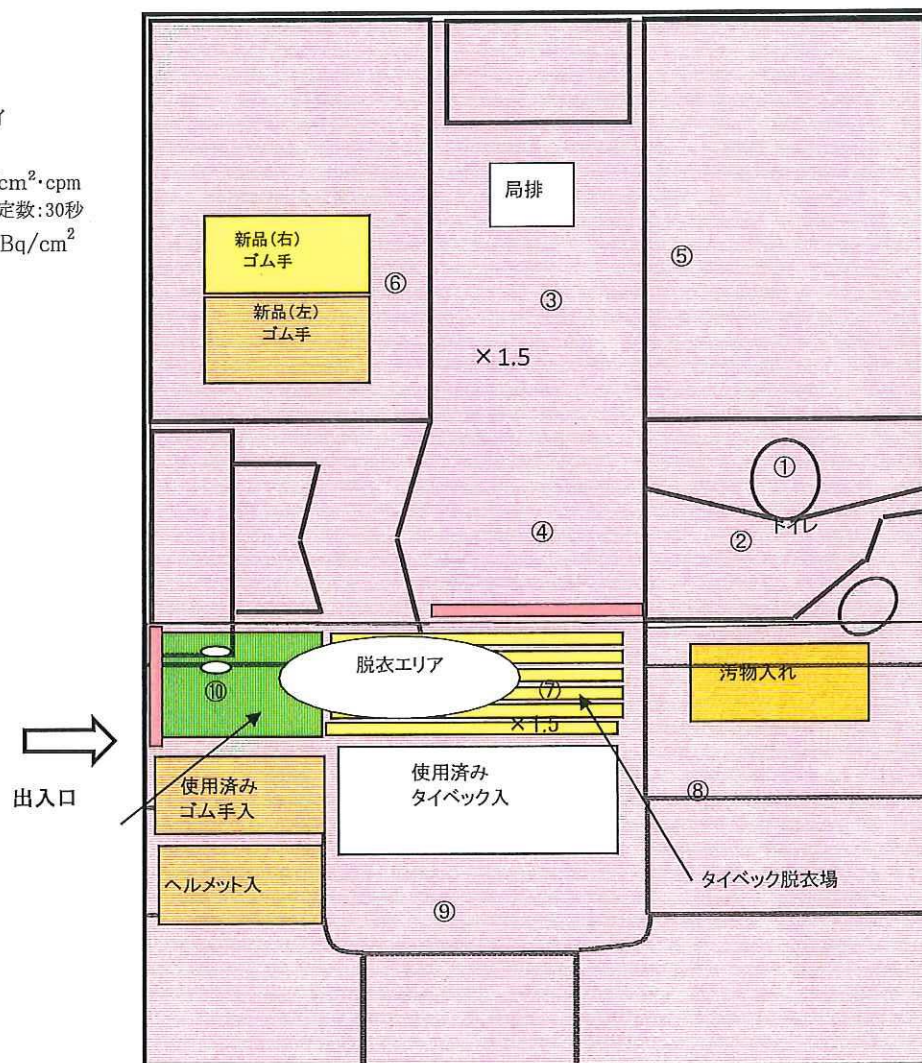 イ
cm²・cpm
定数:30秒
Bq/cm²
局排
新品(右)
ゴム手
新品(左)
ゴム手
⑥
③
⑤
×1.5
①
トイレ
④
②
脱衣エリア
⑦
×1.5
⑩
汚物入れ
出入口
使用済み
ゴム手入
使用済み
タイベック入
⑧
ヘルメット入
タイベック脱衣場
⑨